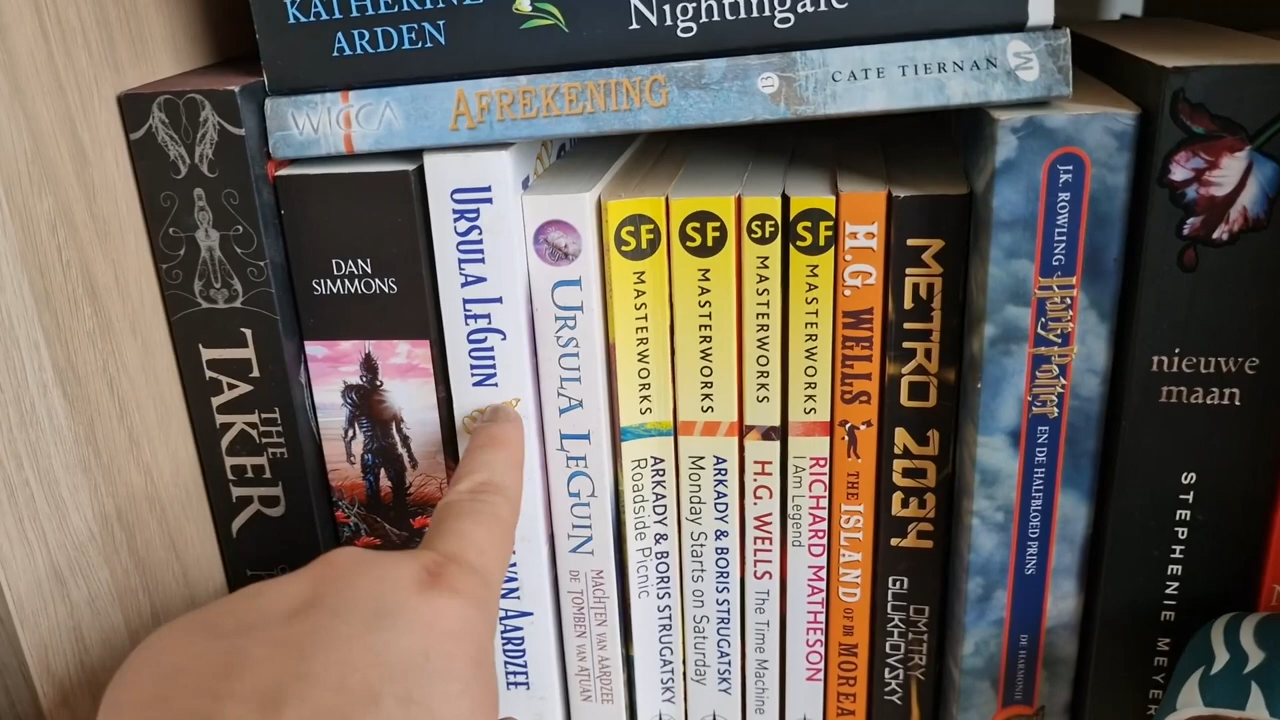 KATHERINE
ARDEN
Nightingale
WICCA AFREKENING B CATE TIERNAN M
THE
TAKER
DAN
SIMMONS
URSULA LEGUIN
VAN AARDZEE
URSULA LEGUIN
MACHTEN VAN AARDZEE
DE TOMBEN VAN ATUAN
SF MASTERWORKS
ARKADY & BORIS STRUGATSKY
Roadside Picnic
SF MASTERWORKS
ARKADY & BORIS STRUGATSKY
Monday Starts on Saturday
SF MASTERWORKS
H.G. WELLS The Time Machine
SF MASTERWORKS
RICHARD MATHESON
I Am Legend
H.G. WELLS THE ISLAND OF DR MOREA
METRO 2034
DMITRY
GLUKHOVSKY
J.K. ROWLING Harry Potter EN DE HALFBLOED PRINS DE HARMONIE
nieuwe
maan
STEPHENIE MEYER